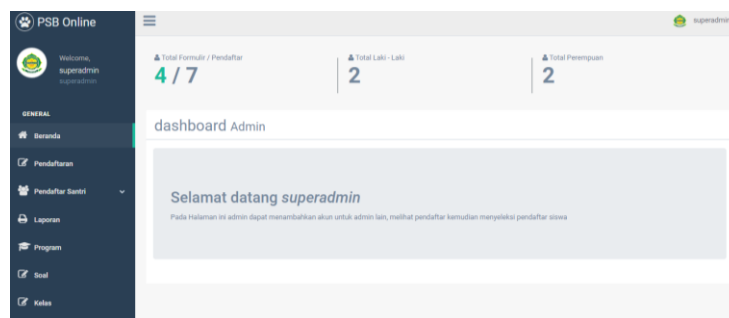 PSB Online
superadmin
Welcome,
superadmin
superadmin
Total Formulir / Pendaftar
4 / 7
Total Laki - Laki
2
Total Perempuan
2
GENERAL
Beranda
Pendaftaran
Pendaftar Santri
Laporan
Program
Soal
Kelas
dashboard Admin
Selamat datang superadmin
Pada Halaman ini admin dapat menambahkan akun untuk admin lain, melihat pendaftar kemudian menyeleksi pendaftar siswa